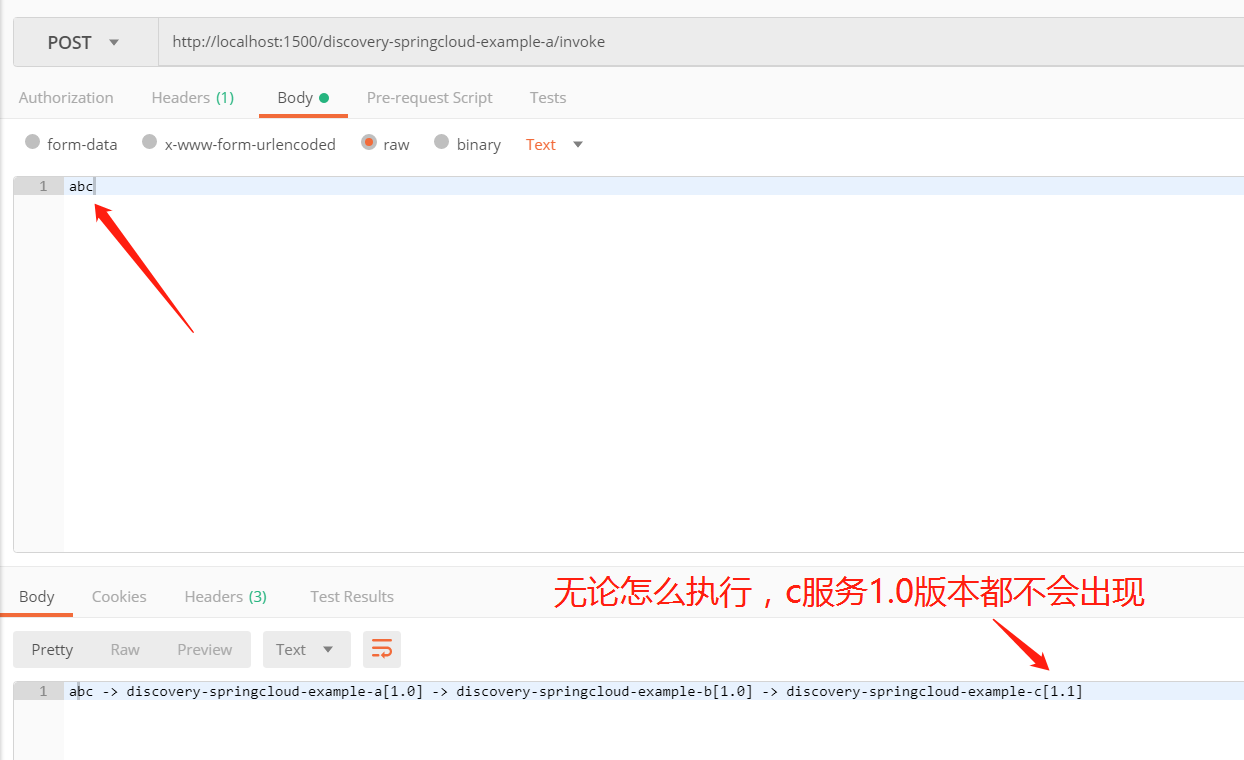 POST http://localhost:1500/discovery-springcloud-example-a/invoke
Authorization Headers (1) Body Pre-request Script Tests
form-data x-www-form-urlencoded raw binary Text
1 abc
Body Cookies Headers (3) Test Results
无论怎么执行，c服务1.0版本都不会出现
Pretty Raw Preview Text
1 abc -> discovery-springcloud-example-a[1.0] -> discovery-springcloud-example-b[1.0] -> discovery-springcloud-example-c[1.1]